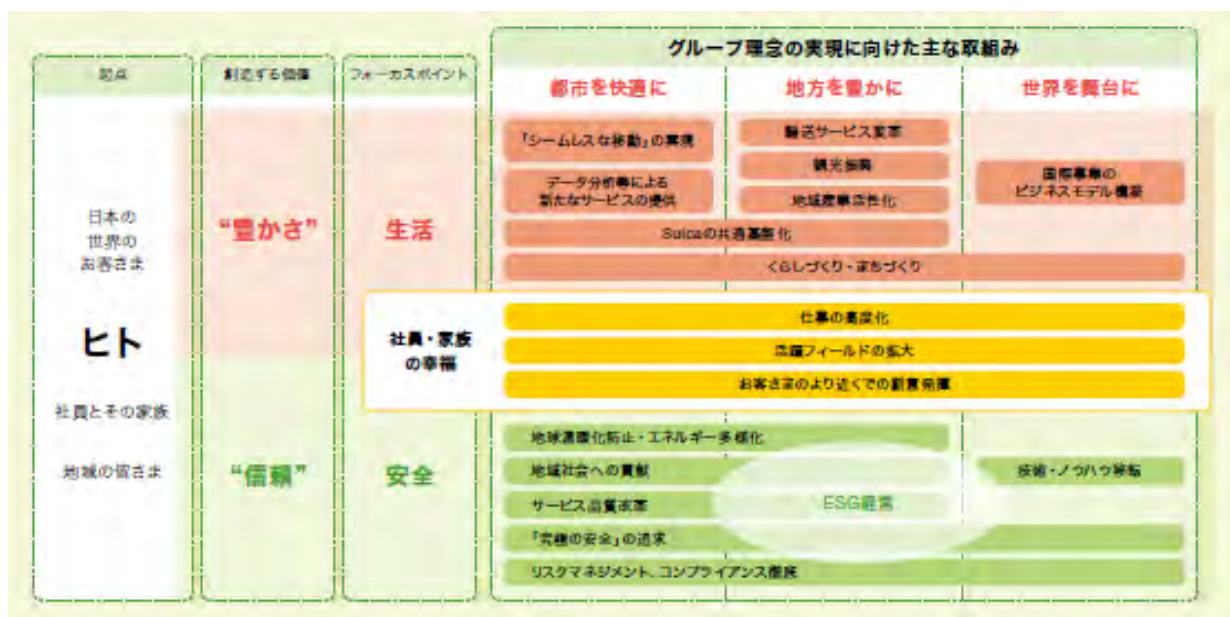 グループ理念の実現に向けた主な取組み
起点
創造する価値
フォーカスポイント
都市を快適に
地方を豊かに
世界を舞台に
日本の
世界の
お客さま
ヒト
社員とその家族
地域の皆さま
“豊かさ”
“信頼”
生活
社員・家族
の幸福
安全
「シームレスな移動」の実現
データ分析等による
新たなサービスの提供
輸送サービス変革
観光振興
地域産業活性化
国際事業の
ビジネスモデル構築
Suicaの共通基盤化
くらしづくり・まちづくり
仕事の高度化
活躍フィールドの拡大
お客さまのより近くでの創意発揮
地球温暖化防止・エネルギー多様化
地域社会への貢献
サービス品質改革
「究極の安全」の追求
リスクマネジメント、コンプライアンス徹底
ESG経営
技術・ノウハウ移転